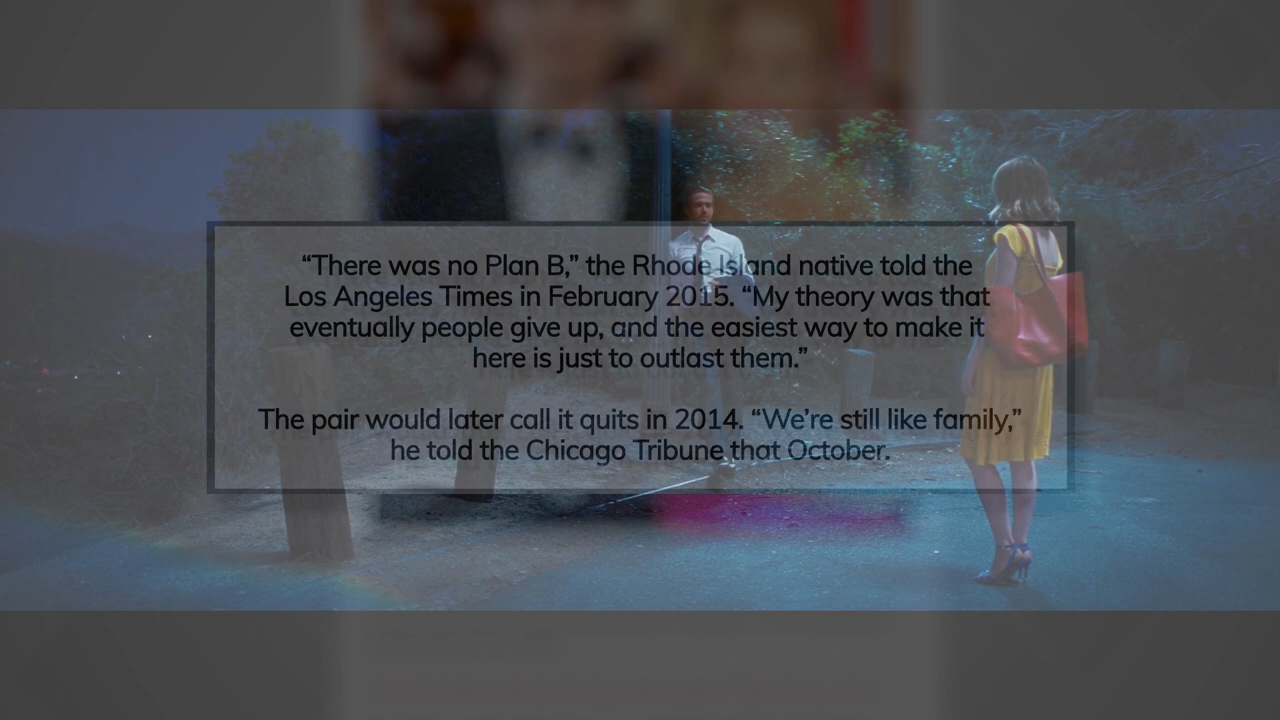 “There was no Plan B,” the Rhode Island native told the
Los Angeles Times in February 2015. “My theory was that
eventually people give up, and the easiest way to make it
here is just to outlast them.”
The pair would later call it quits in 2014. “We’re still like family,”
he told the Chicago Tribune that October.